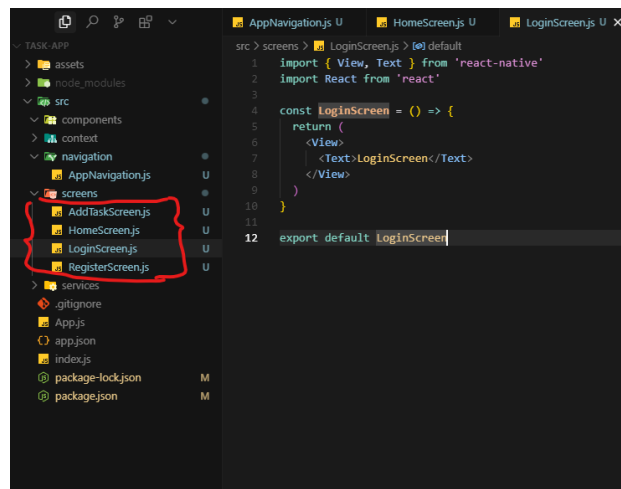 AppNavigation.js U
HomeScreen.js U
LoginScreen.js U
TASK-APP
assets
node_modules
src
components
context
navigation
AppNavigation.js U
screens
AddTaskScreen.js U
HomeScreen.js U
LoginScreen.js U
RegisterScreen.js U
services
.gitignore
App.js
app.json
index.js
package-lock.json M
package.json M
src > screens > LoginScreen.js > default
1 import { View, Text } from 'react-native'
2 import React from 'react'
3
4 const LoginScreen = () => {
5 return (
6 <View>
7 <Text>LoginScreen</Text>
8 </View>
9 )
10 }
11
12 export default LoginScreen